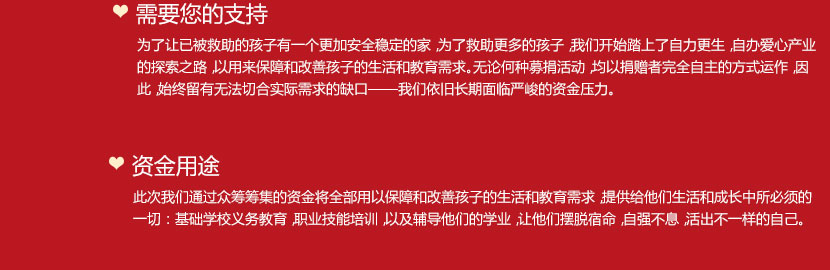 需要您的支持
为了让已被救助的孩子有一个更加安全稳定的家，为了救助更多的孩子，我们开始踏上了自力更生，自办爱心产业
的探索之路，以用来保障和改善孩子的生活和教育需求。无论何种募捐活动，均以捐赠者完全自主的方式运作，因
此，始终留有无法切合实际需求的缺口——我们依旧长期面临严峻的资金压力。
资金用途
此次我们通过众筹筹集的资金将全部用以保障和改善孩子的生活和教育需求，提供给他们生活和成长中所必须的
一切：基础学校义务教育，职业技能培训，以及辅导他们的学业，让他们摆脱宿命，自强不息，活出不一样的自己。